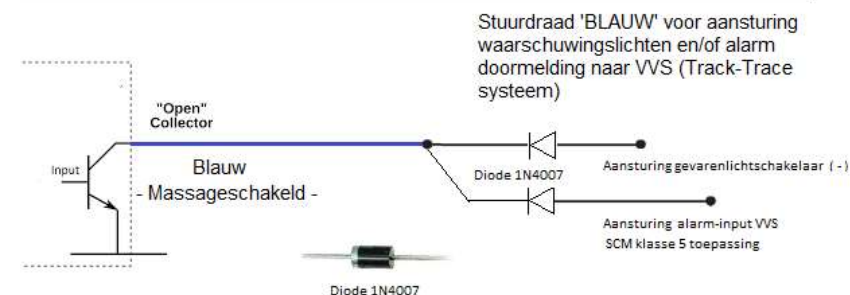 Stuurdraad 'BLAUW' voor aansturing
waarschuwingslichten en/of alarm
doormelding naar VVS (Track-Trace
systeem)
"Open"
Collector
Input
Blauw
- Massageschakeld -
Diode 1N4007
Aansturing gevarenlichtschakelaar ( - )
Aansturing alarm-input VVS
SCM klasse 5 toepassing
Diode 1N4007